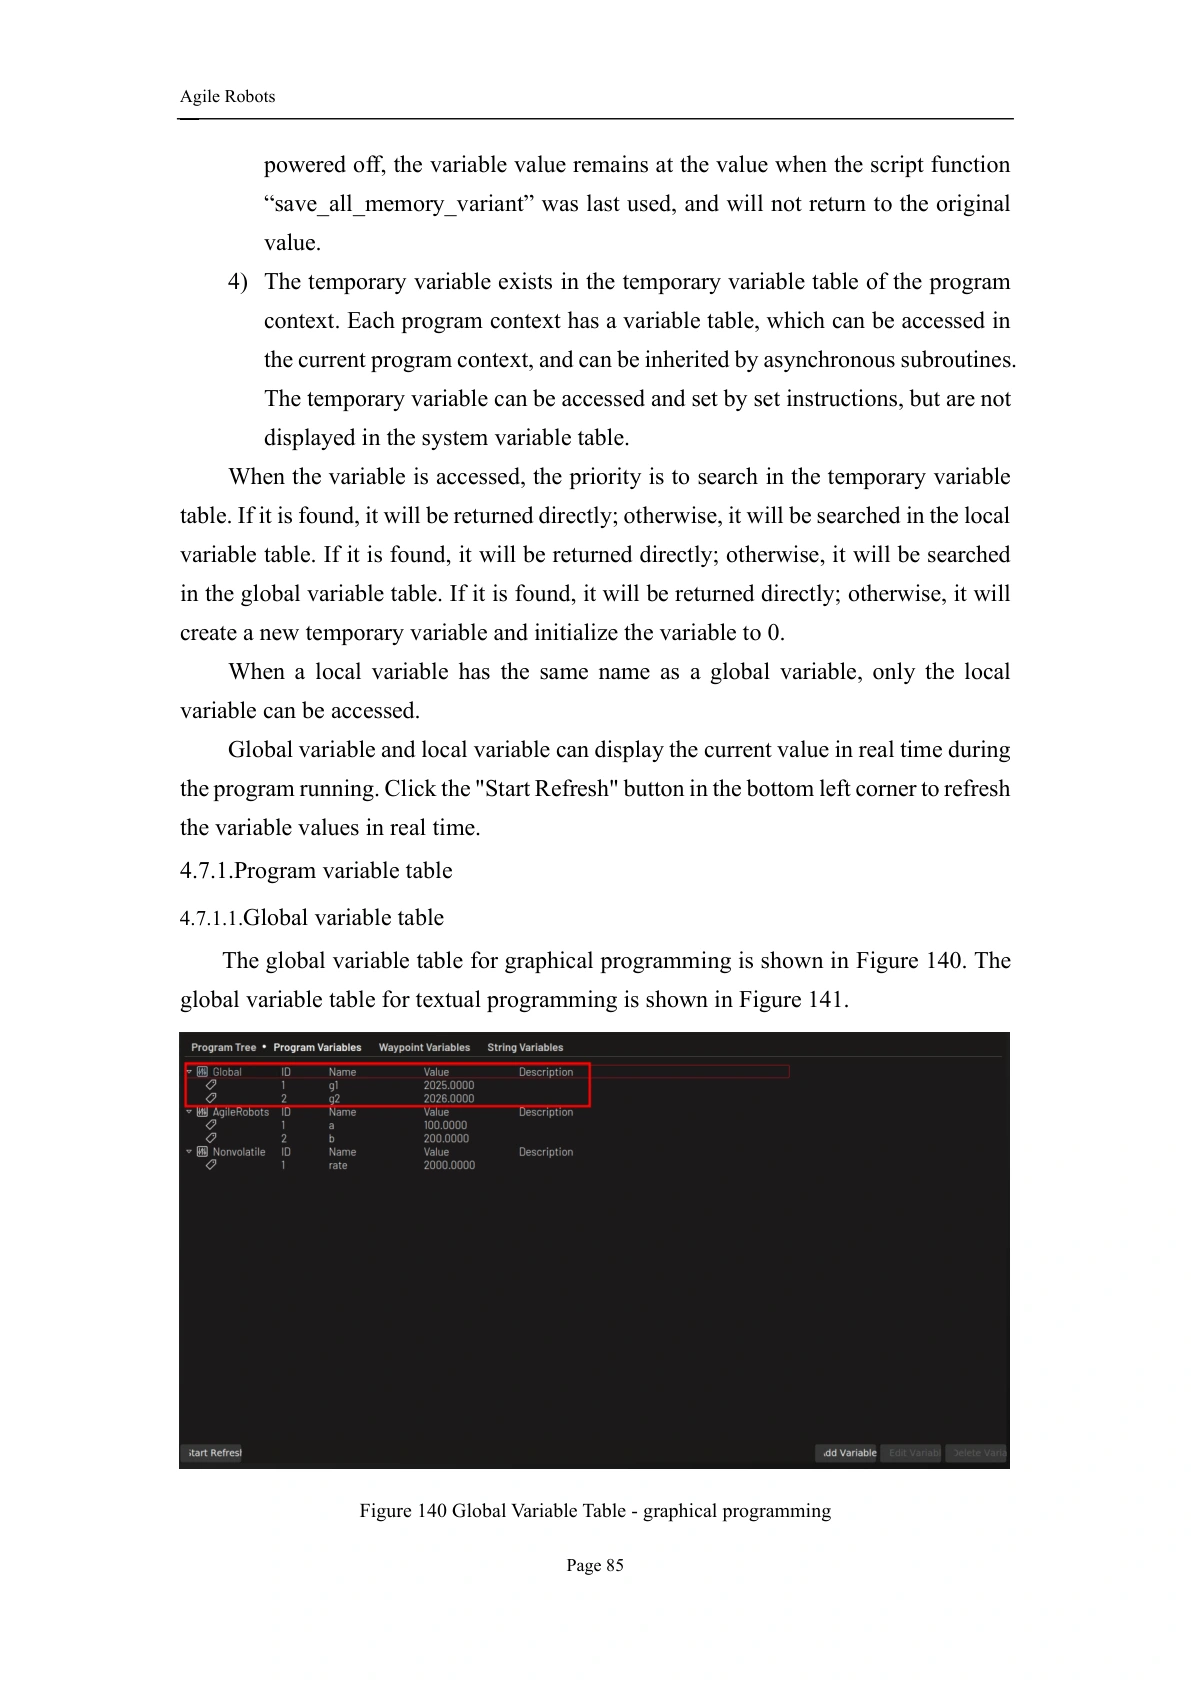 Agile Robots
powered off, the variable value remains at the value when the script function
“save_all_memory_variant” was last used, and will not return to the original
value.
4) The temporary variable exists in the temporary variable table of the program
context. Each program context has a variable table, which can be accessed in
the current program context, and can be inherited by asynchronous subroutines.
The temporary variable can be accessed and set by set instructions, but are not
displayed in the system variable table.
When the variable is accessed, the priority is to search in the temporary variable
table. If it is found, it will be returned directly; otherwise, it will be searched in the local
variable table. If it is found, it will be returned directly; otherwise, it will be searched
in the global variable table. If it is found, it will be returned directly; otherwise, it will
create a new temporary variable and initialize the variable to 0.
When a local variable has the same name as a global variable, only the local
variable can be accessed.
Global variable and local variable can display the current value in real time during
the program running. Click the "Start Refresh" button in the bottom left corner to refresh
the variable values in real time.
4.7.1.Program variable table
4.7.1.1.Global variable table
The global variable table for graphical programming is shown in Figure 140. The
global variable table for textual programming is shown in Figure 141.
Program Tree • Program Variables Waypoint Variables String Variables
Global ID Name Value Description
1 g1 2025.0000
2 g2 2026.0000
AgileRobots ID Name Value Description
1 a 100.0000
2 b 200.0000
Nonvolatile ID Name Value Description
1 rate 2000.0000
tart Refres dd Variable Edit Variab Delete Varia
Figure 140 Global Variable Table - graphical programming
Page 85